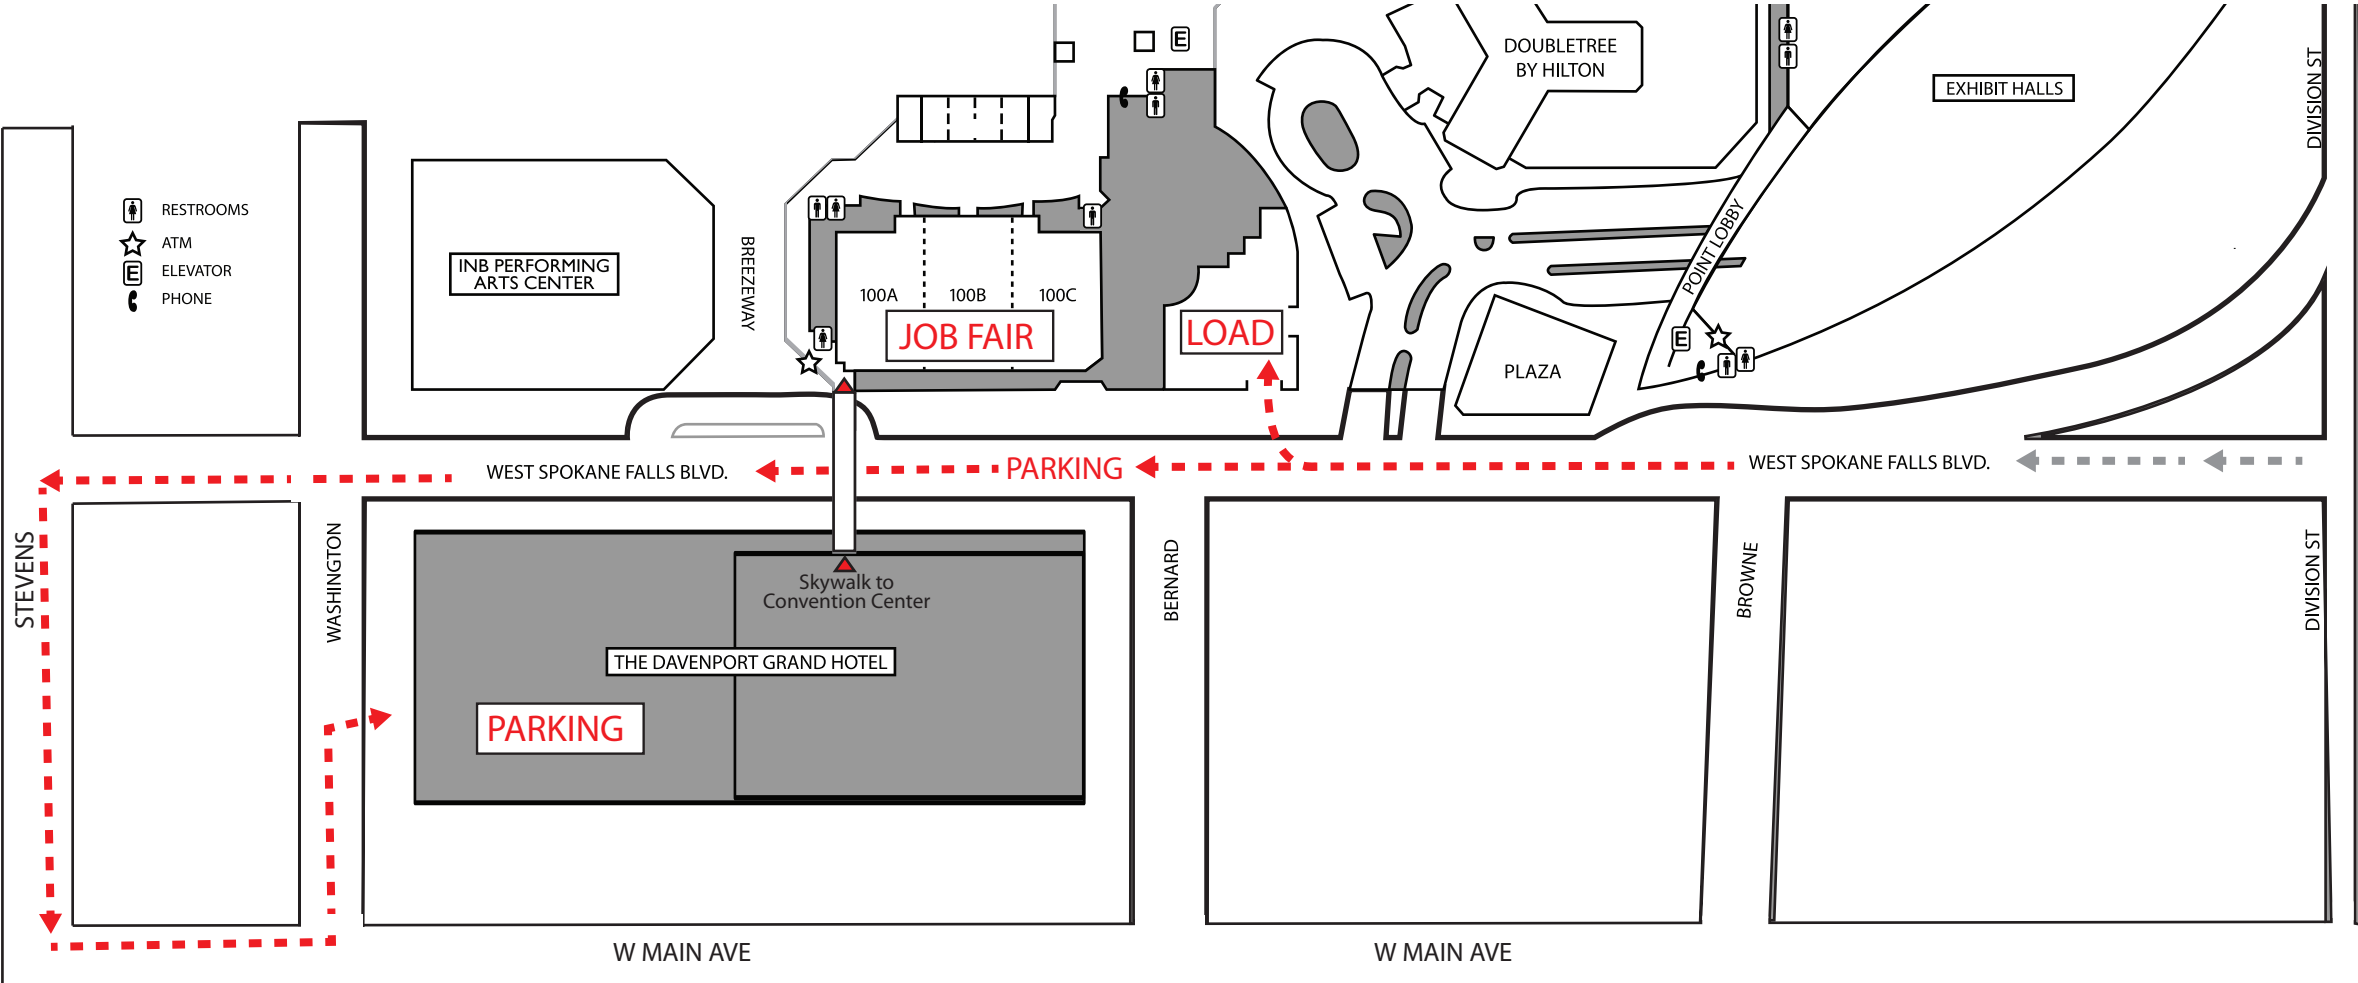 DOUBLETREE
BY HILTON
EXHIBIT HALLS
DIVISION ST
RESTROOMS
ATM
E ELEVATOR
PHONE
E
INB PERFORMING
ARTS CENTER
BREEZEWAY
100A
100B
100C
JOB FAIR
LOAD
POINT LOBBY
E
PLAZA
WEST SPOKANE FALLS BLVD.
PARKING
WEST SPOKANE FALLS BLVD.
STEVENS
WASHINGTON
Skywalk to
Convention Center
THE DAVENPORT GRAND HOTEL
PARKING
BERNARD
BROWNE
DIVISION ST
W MAIN AVE
W MAIN AVE